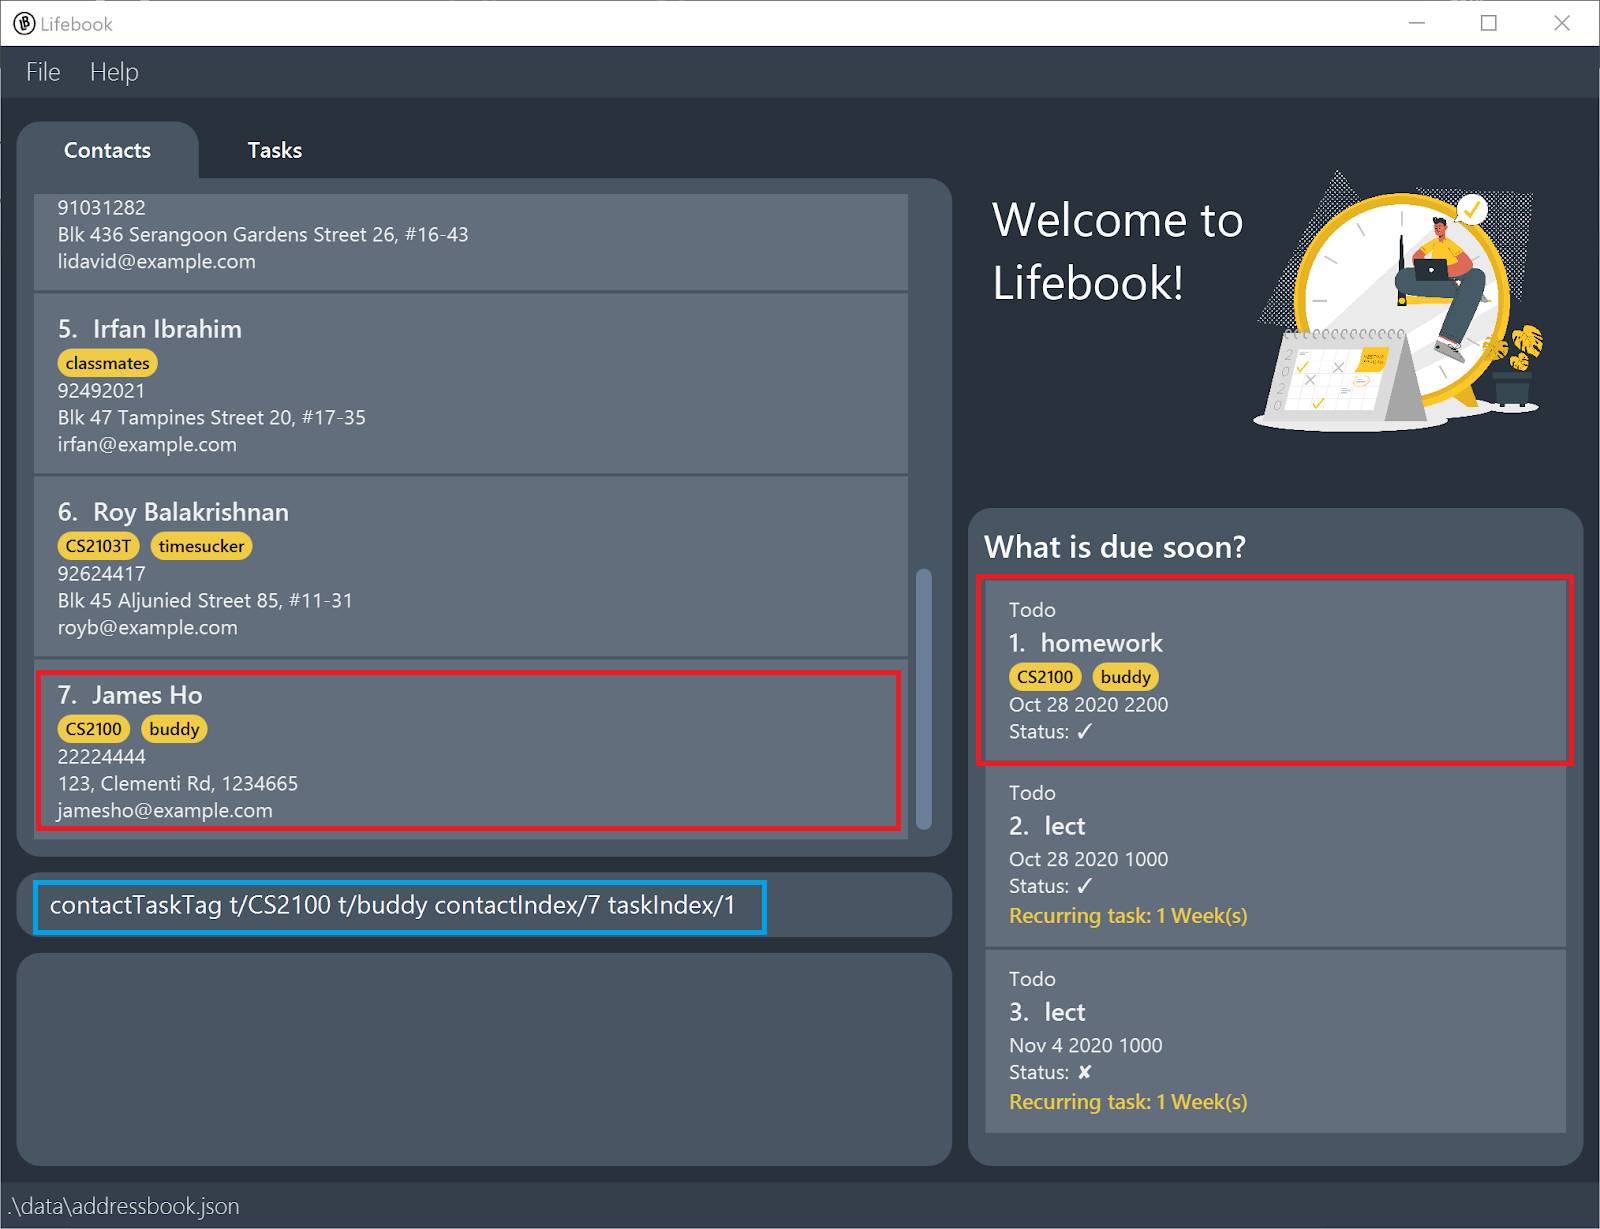 Lifebook
File Help
Contacts Tasks
91031282
Blk 436 Serangoon Gardens Street 26, #16-43
lidavid@example.com
5. Irfan Ibrahim
classmates
92492021
Blk 47 Tampines Street 20, #17-35
irfan@example.com
6. Roy Balakrishnan
CS2103T timesucker
92624417
Blk 45 Aljunied Street 85, #11-31
royb@example.com
7. James Ho
CS2100 buddy
22224444
123, Clementi Rd, 1234665
jamesho@example.com
contactTaskTag t/CS2100 t/buddy contactIndex/7 taskIndex/1
Welcome to
Lifebook!
2
0
2
0
What is due soon?
Todo
1. homework
CS2100 buddy
Oct 28 2020 2200
Status: ✓
Todo
2. lect
Oct 28 2020 1000
Status: ✓
Recurring task: 1 Week(s)
Todo
3. lect
Nov 4 2020 1000
Status: ✘
Recurring task: 1 Week(s)
.\data\addressbook.json